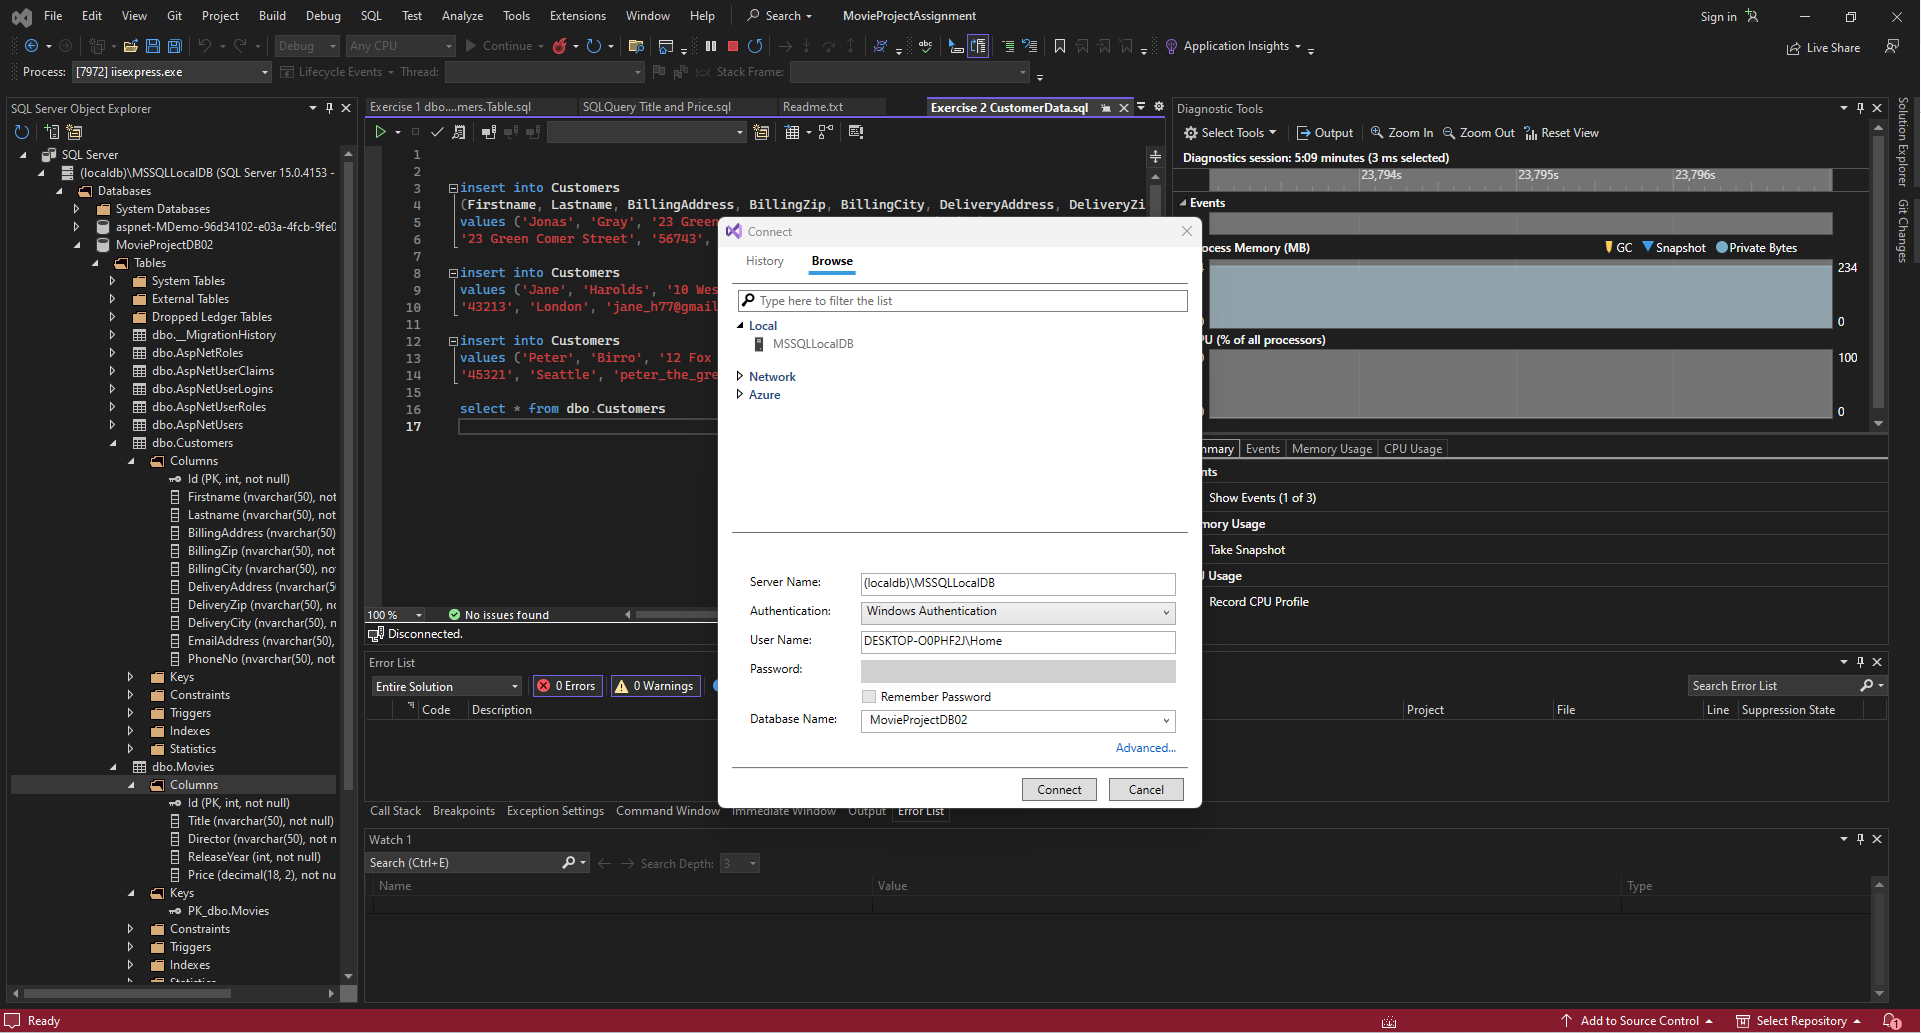 File Edit View Git Project Build Debug SQL Test Analyze Tools Extensions Window Help Search MovieProjectAssignment Sign in
Debug Any CPU Continue Application Insights Live Share
Process: [7972] iisexpress.exe Lifecycle Events Thread: Stack Frame:
SQL Server Object Explorer
SQL Server
(localdb)\MSSQLLocalDB (SQL Server 15.0.4153 -
Databases
System Databases
aspnet-MDemo-96d34102-e03a-4fcb-9fe0
MovieProjectDB02
Tables
System Tables
External Tables
Dropped Ledger Tables
dbo.__MigrationHistory
dbo.AspNetRoles
dbo.AspNetUserClaims
dbo.AspNetUserLogins
dbo.AspNetUserRoles
dbo.AspNetUsers
dbo.Customers
Columns
Id (PK, int, not null)
Firstname (nvarchar(50), not
Lastname (nvarchar(50), not
BillingAddress (nvarchar(50)
BillingZip (nvarchar(50), not
BillingCity (nvarchar(50), not
DeliveryAddress (nvarchar(5
DeliveryZip (nvarchar(50), no
DeliveryCity (nvarchar(50), n
EmailAddress (nvarchar(50),
PhoneNo (nvarchar(50), not
Keys
Constraints
Triggers
Indexes
Statistics
dbo.Movies
Columns
Id (PK, int, not null)
Title (nvarchar(50), not null)
Director (nvarchar(50), not n
ReleaseYear (int, not null)
Price (decimal(18, 2), not nu
Keys
PK_dbo.Movies
Constraints
Triggers
Indexes
Statistics
Exercise 1 dbo....mers.Table.sql SQLQuery Title and Price.sql Readme.txt Exercise 2 CustomerData.sql
1
2
3 insert into Customers
4 (Firstname, Lastname, BillingAddress, BillingZip, BillingCity, DeliveryAddress, DeliveryZi
5 values ('Jonas', 'Gray', '23 Green
6 '23 Green Comer Street', '56743',
7
8 insert into Customers
9 values ('Jane', 'Harolds', '10 Wes
10 '43213', 'London', 'jane_h77@gmail
11
12 insert into Customers
13 values ('Peter', 'Birro', '12 Fox
14 '45321', 'Seattle', 'peter_the_gre
15
16 select * from dbo.Customers
17
100 % No issues found
Disconnected.
Connect
History Browse
Type here to filter the list
Local
MSSQLLocalDB
Network
Azure
Server Name: (localdb)\MSSQLLocalDB
Authentication: Windows Authentication
User Name: DESKTOP-O0PHF2J\Home
Password:
Remember Password
Database Name: MovieProjectDB02
Advanced...
Connect Cancel
Diagnostic Tools
Select Tools Output Zoom In Zoom Out Reset View
Diagnostics session: 5:09 minutes (3 ms selected)
23,794s 23,795s 23,796s
Events
ocess Memory (MB) GC Snapshot Private Bytes
234
0
PU (% of all processors)
100
0
mmary Events Memory Usage CPU Usage
nts
Show Events (1 of 3)
mory Usage
Take Snapshot
U Usage
Record CPU Profile
Solution Explorer
Git Changes
Error List
Entire Solution 0 Errors 0 Warnings Search Error List
Code Description Project File Line Suppression State
Call Stack Breakpoints Exception Settings Command Window Immediate Window Output Error List
Watch 1
Search (Ctrl+E) Search Depth: 3
Name Value Type
Ready Add to Source Control Select Repository 1